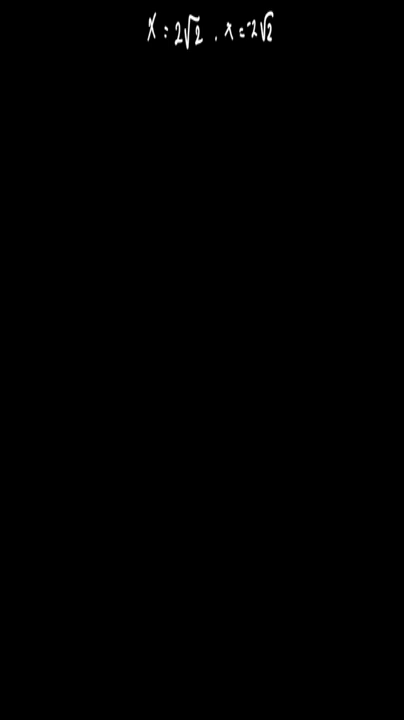 x = 2√2 . x = -2√2